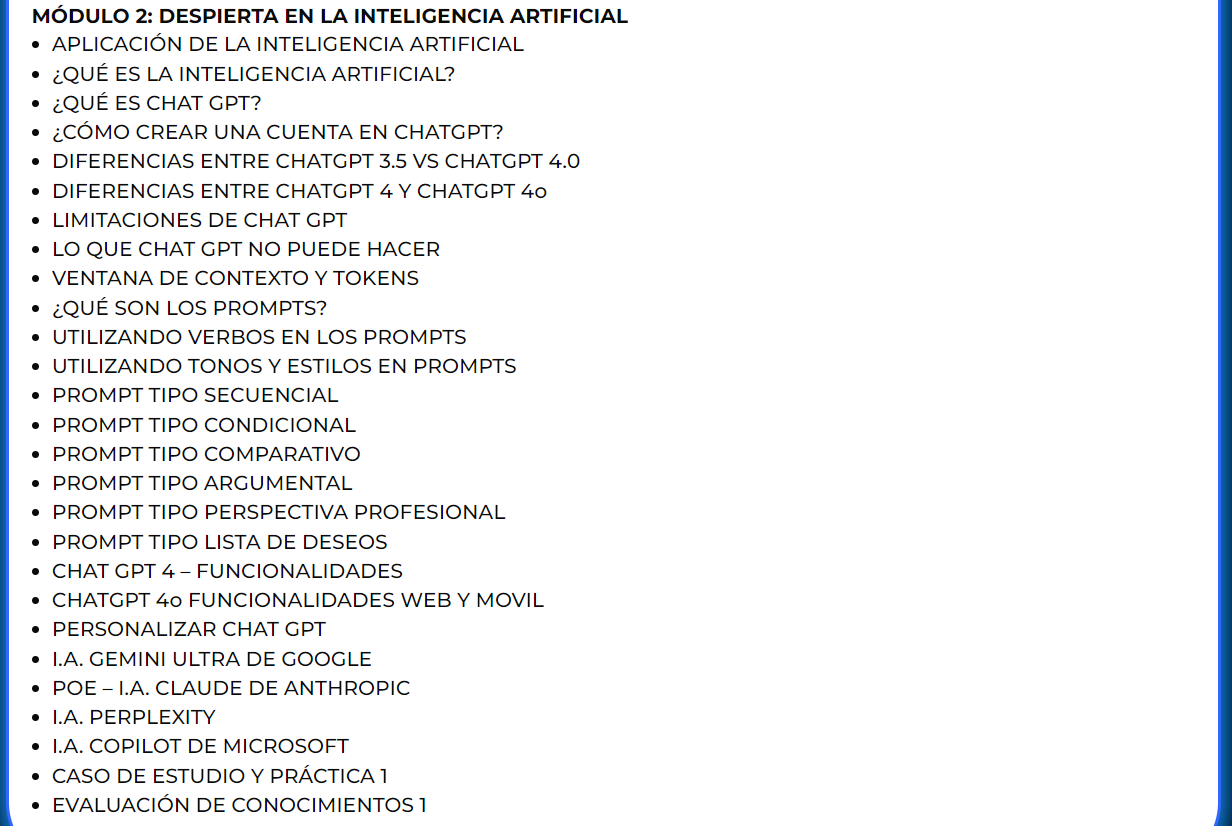 MÓDULO 2: DESPIERTA EN LA INTELIGENCIA ARTIFICIAL
• APLICACIÓN DE LA INTELIGENCIA ARTIFICIAL
• ¿QUÉ ES LA INTELIGENCIA ARTIFICIAL?
• ¿QUÉ ES CHAT GPT?
• ¿CÓMO CREAR UNA CUENTA EN CHATGPT?
• DIFERENCIAS ENTRE CHATGPT 3.5 VS CHATGPT 4.0
• DIFERENCIAS ENTRE CHATGPT 4 Y CHATGPT 4o
• LIMITACIONES DE CHAT GPT
• LO QUE CHAT GPT NO PUEDE HACER
• VENTANA DE CONTEXTO Y TOKENS
• ¿QUÉ SON LOS PROMPTS?
• UTILIZANDO VERBOS EN LOS PROMPTS
• UTILIZANDO TONOS Y ESTILOS EN PROMPTS
• PROMPT TIPO SECUENCIAL
• PROMPT TIPO CONDICIONAL
• PROMPT TIPO COMPARATIVO
• PROMPT TIPO ARGUMENTAL
• PROMPT TIPO PERSPECTIVA PROFESIONAL
• PROMPT TIPO LISTA DE DESEOS
• CHAT GPT 4 – FUNCIONALIDADES
• CHATGPT 4o FUNCIONALIDADES WEB Y MOVIL
• PERSONALIZAR CHAT GPT
• I.A. GEMINI ULTRA DE GOOGLE
• POE – I.A. CLAUDE DE ANTHROPIC
• I.A. PERPLEXITY
• I.A. COPILOT DE MICROSOFT
• CASO DE ESTUDIO Y PRÁCTICA 1
• EVALUACIÓN DE CONOCIMIENTOS 1